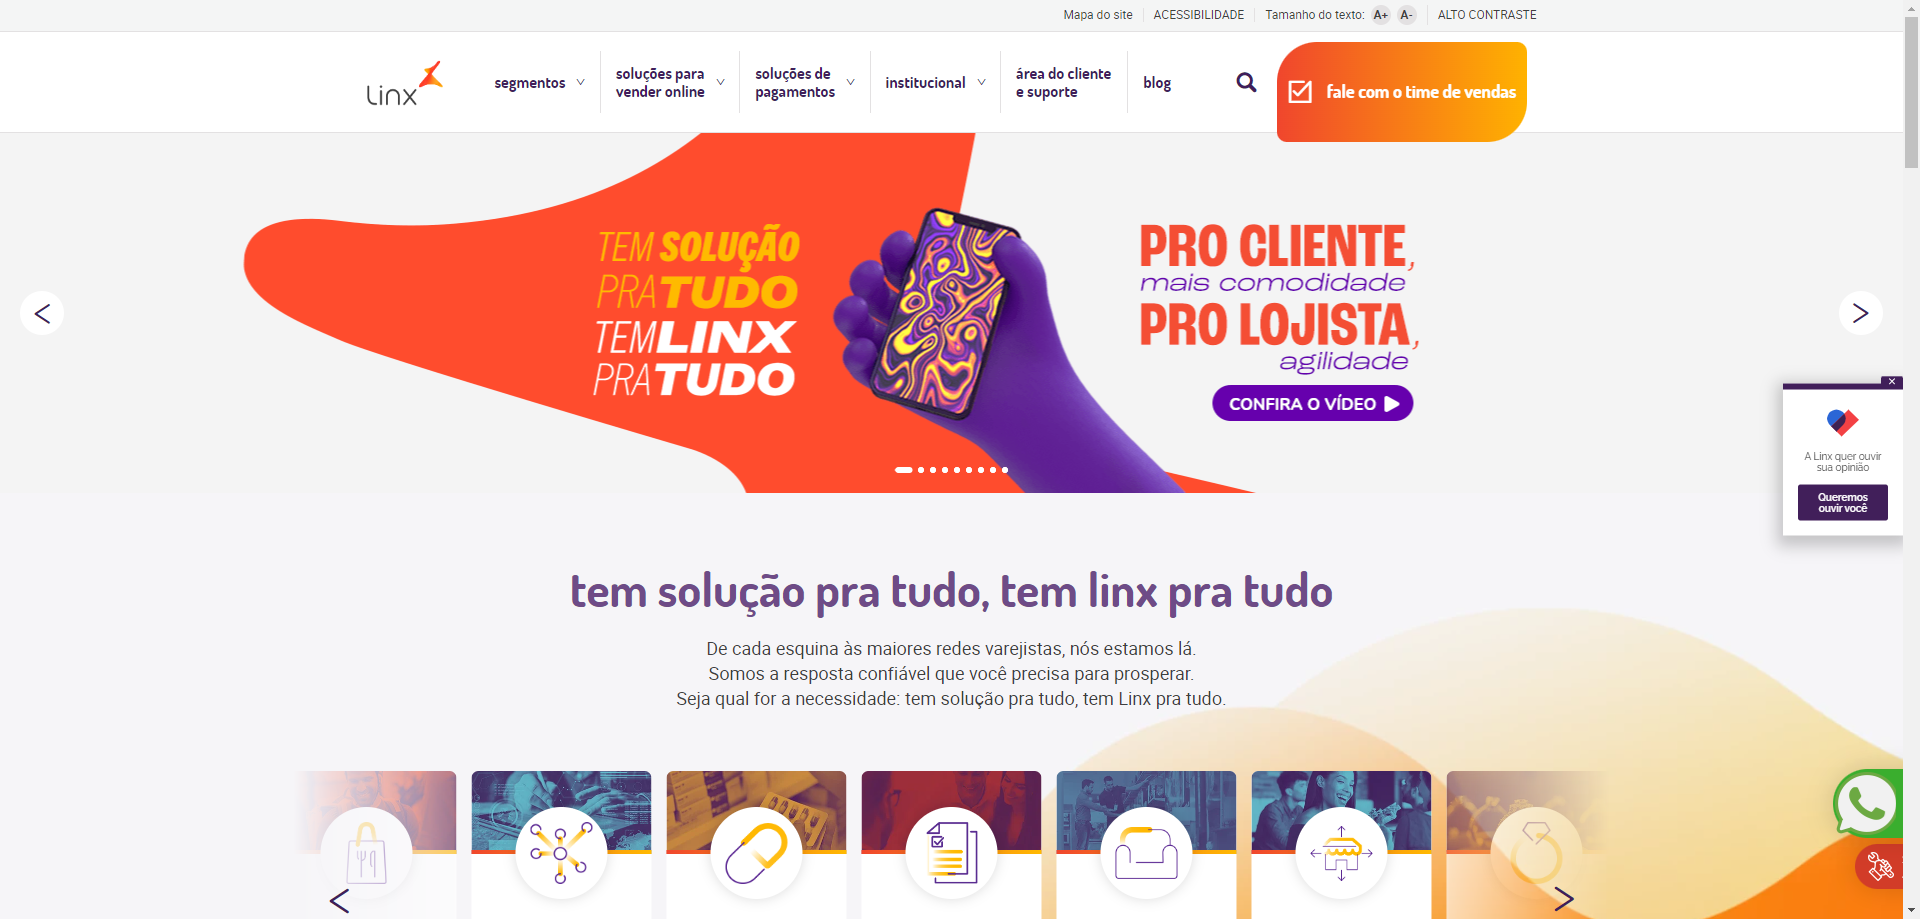 Mapa do site
ACESSIBILIDADE
Tamanho do texto: A+ A-
ALTO CONTRASTE
Linx
segmentos
soluções para
vender online
soluções de
pagamentos
institucional
área do cliente
e suporte
blog
fale com o time de vendas
TEM SOLUÇÃO
PRA TUDO
TEM LINX
PRA TUDO
PRO CLIENTE,
mais comodidade
PRO LOJISTA,
agilidade
CONFIRA O VÍDEO
A Linx quer ouvir
sua opinião
Queremos
ouvir você
tem solução pra tudo, tem linx pra tudo
De cada esquina às maiores redes varejistas, nós estamos lá.
Somos a resposta confiável que você precisa para prosperar.
Seja qual for a necessidade: tem solução pra tudo, tem Linx pra tudo.